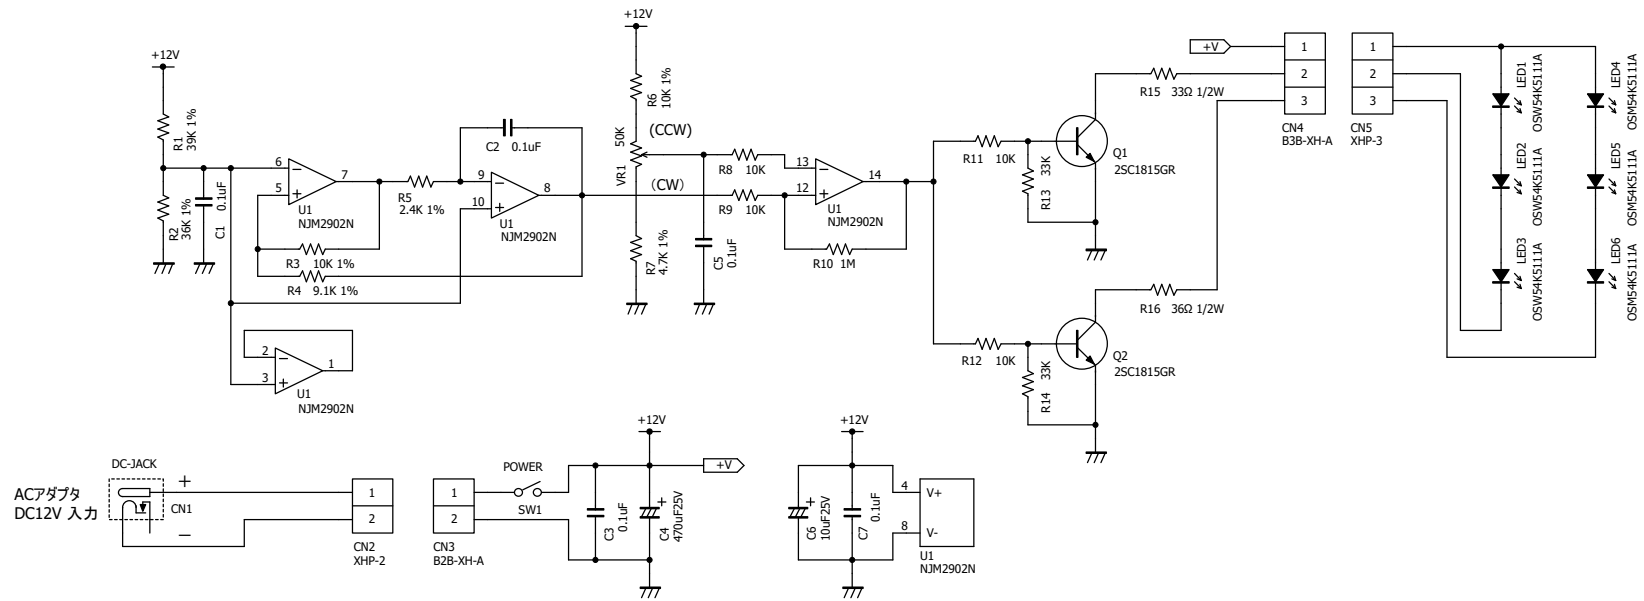 +12V
R1
39K 1%
R2
36K 1%
C1
0.1uF
6
5
7
U1
NJM2902N
R3 10K 1%
R4 9.1K 1%
R5
2.4K 1%
C2 0.1uF
9
10
8
U1
NJM2902N
2
3
1
U1
NJM2902N
+12V
R6
10K 1%
50K
VR1
(CCW)
(CW)
R7
4.7K 1%
C5
0.1uF
R8 10K
R9 10K
13
12
14
U1
NJM2902N
R10 1M
R11 10K
33K
R13
Q1
2SC1815GR
R15 33Ω 1/2W
R12 10K
33K
R14
Q2
2SC1815GR
R16 36Ω 1/2W
+V
1
2
3
CN4
B3B-XH-A
1
2
3
CN5
XHP-3
LED1
OSW54K5111A
LED2
OSW54K5111A
LED3
OSW54K5111A
LED4
OSM54K5111A
LED5
OSM54K5111A
LED6
OSM54K5111A
ACアダプタ
DC12V 入力
DC-JACK
+
CN1
−
1
2
CN2
XHP-2
1
2
CN3
B2B-XH-A
POWER
SW1
C3
0.1uF
+12V
+
C4
470uF25V
+V
+12V
+
C6
10uF25V
C7
0.1uF
4
8
V+
V-
U1
NJM2902N